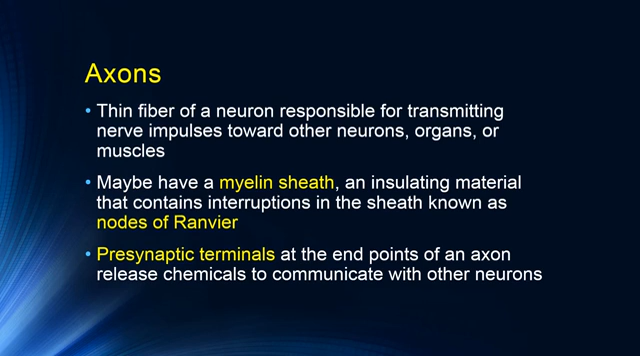 Axons
• Thin fiber of a neuron responsible for transmitting
nerve impulses toward other neurons, organs, or
muscles
• Maybe have a myelin sheath, an insulating material
that contains interruptions in the sheath known as
nodes of Ranvier
• Presynaptic terminals at the end points of an axon
release chemicals to communicate with other neurons